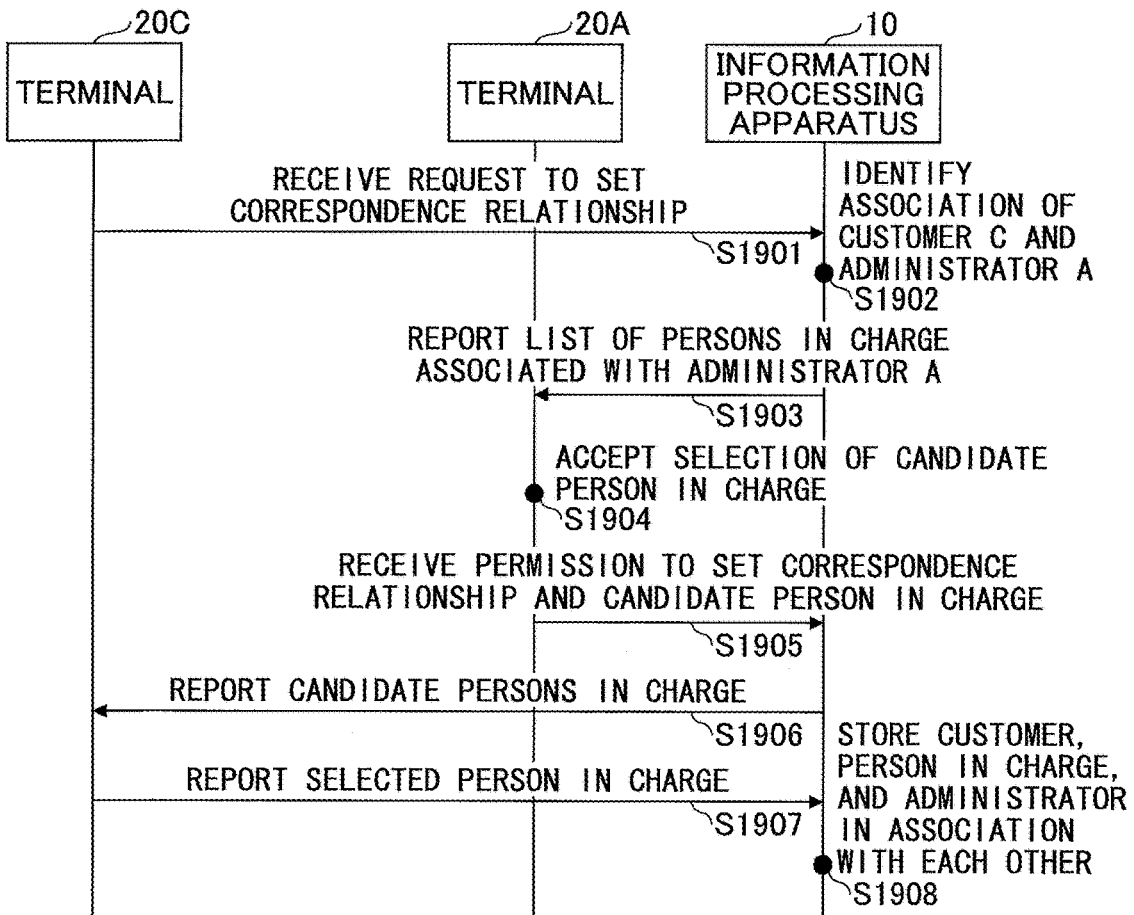 20C
20A
10
TERMINAL
TERMINAL
INFORMATION
PROCESSING
APPARATUS
RECEIVE REQUEST TO SET
CORRESPONDENCE RELATIONSHIP
S1901
IDENTIFY
ASSOCIATION OF
CUSTOMER C AND
ADMINISTRATOR A
S1902
REPORT LIST OF PERSONS IN CHARGE
ASSOCIATED WITH ADMINISTRATOR A
S1903
ACCEPT SELECTION OF CANDIDATE
PERSON IN CHARGE
S1904
RECEIVE PERMISSION TO SET CORRESPONDENCE
RELATIONSHIP AND CANDIDATE PERSON IN CHARGE
S1905
REPORT CANDIDATE PERSONS IN CHARGE
S1906
REPORT SELECTED PERSON IN CHARGE
S1907
STORE CUSTOMER,
PERSON IN CHARGE,
AND ADMINISTRATOR
IN ASSOCIATION
WITH EACH OTHER
S1908